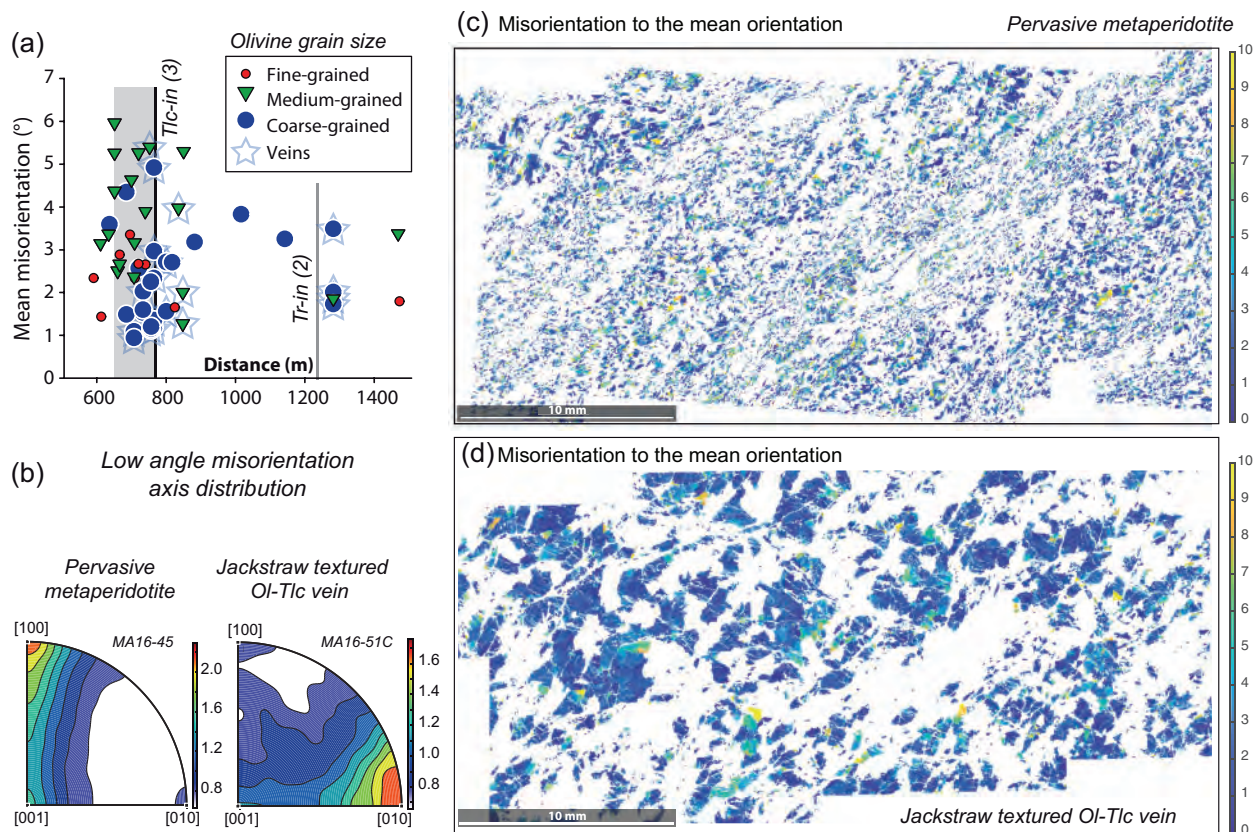 (a)
Olivine grain size
Fine-grained
Medium-grained
Coarse-grained
Veins
Tlc-in (3)
Tr-in (2)
Mean misorientation (°)
7
6
5
4
3
2
1
0
Distance (m)
600 800 1000 1200 1400
(b) Low angle misorientation
axis distribution
Pervasive
metaperidotite
[100]
MA16-45
2.0
1.6
1.2
0.8
[001] [010]
Jackstraw textured
Ol-Tlc vein
[100]
MA16-51C
1.6
1.4
1.2
1.0
0.8
[001] [010]
(c) Misorientation to the mean orientation Pervasive metaperidotite
10
9
8
7
6
5
4
3
2
1
0
10 mm
(d) Misorientation to the mean orientation
10
9
8
7
6
5
4
3
2
1
0
10 mm
Jackstraw textured Ol-Tlc vein